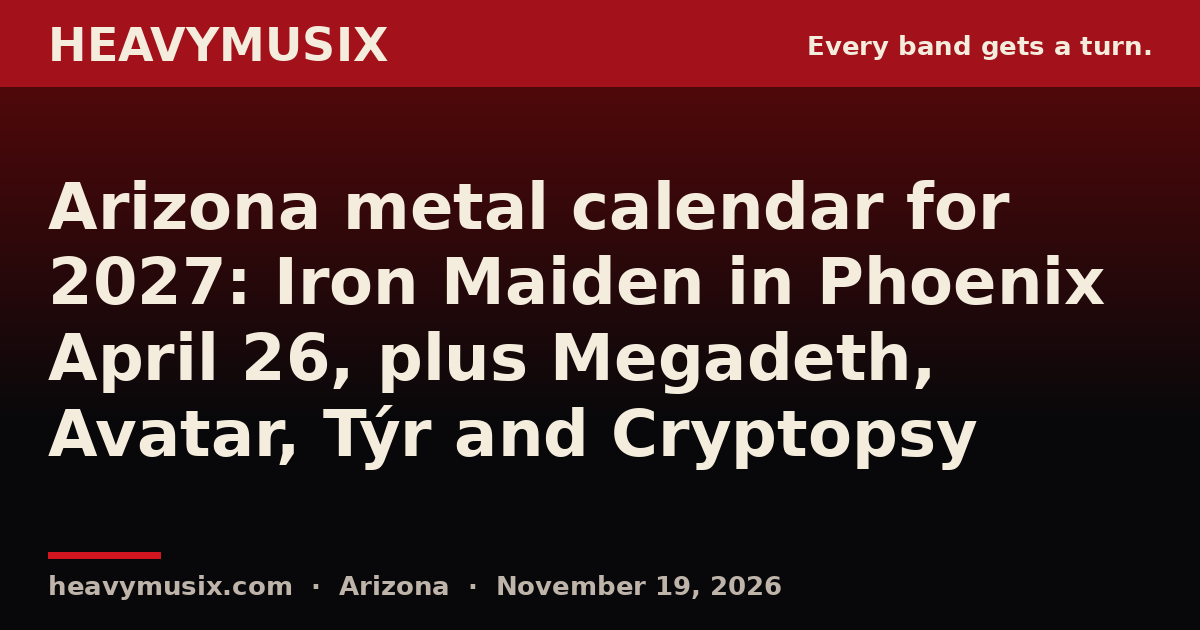 HEAVYMUSIX
Every band gets a turn.
Arizona metal calendar for
2027: Iron Maiden in Phoenix
April 26, plus Megadeth,
Avatar, Týr and Cryptopsy
heavymusix.com · Arizona · November 19, 2026